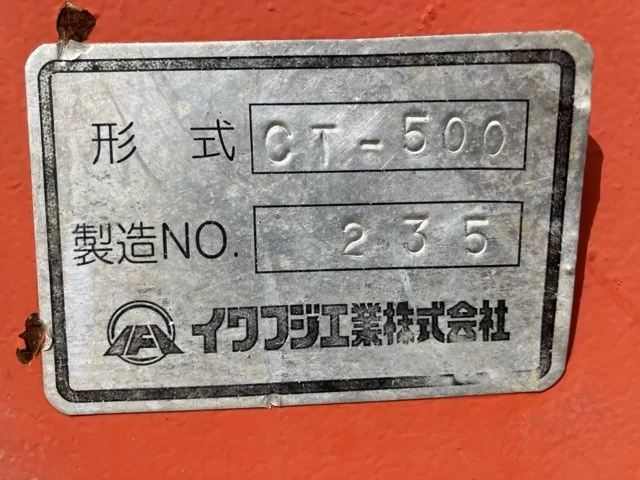 形 式 CT-500
製造NO. 235
イワフジ工業株式会社